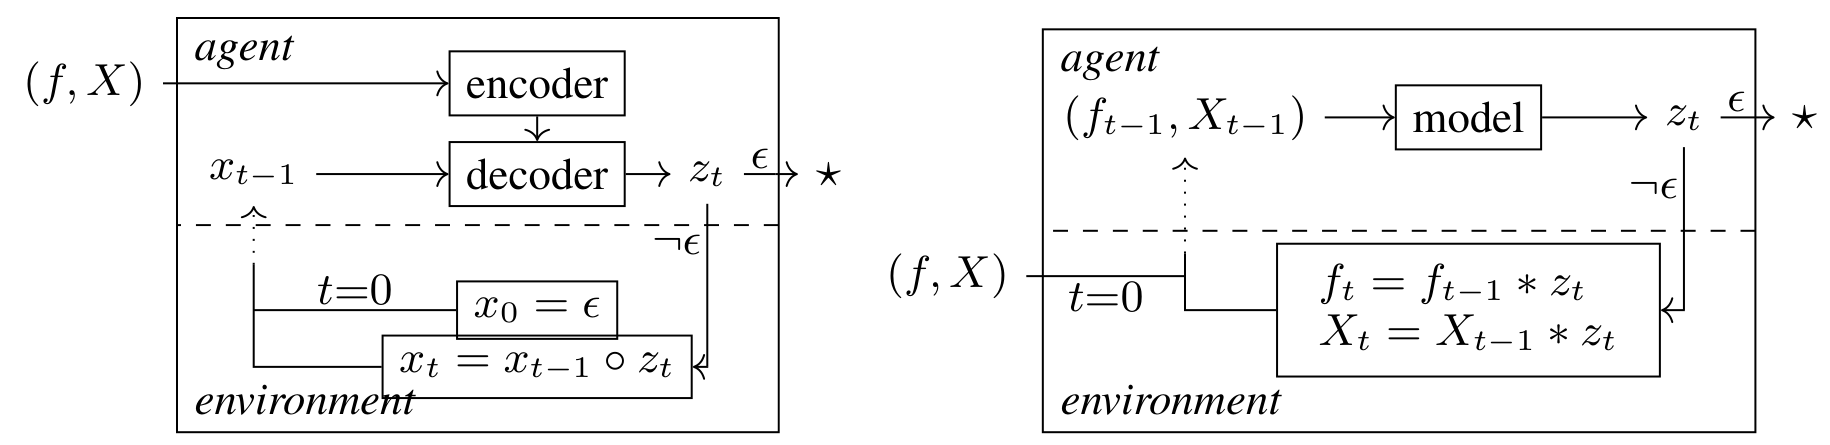 agent
(f, X)
encoder
x_{t−1}
decoder
z_t
ϵ
⋆
¬ϵ
t=0
x_0 = ϵ
x_t = x_{t−1} ∘ z_t
environment
agent
(f_{t−1}, X_{t−1})
model
z_t
ϵ
⋆
¬ϵ
(f, X)
t=0
f_t = f_{t−1} ∗ z_t
X_t = X_{t−1} ∗ z_t
environment